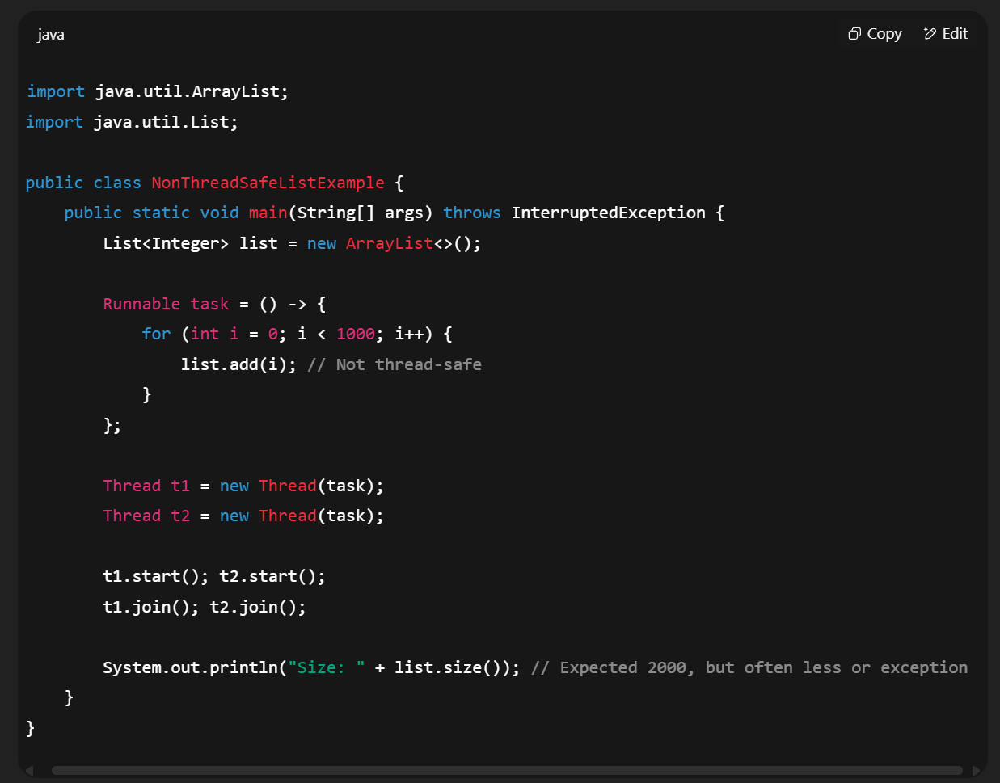 java
Copy
Edit
import java.util.ArrayList;
import java.util.List;
public class NonThreadSafeListExample {
    public static void main(String[] args) throws InterruptedException {
        List<Integer> list = new ArrayList<>();
        Runnable task = () -> {
            for (int i = 0; i < 1000; i++) {
                list.add(i); // Not thread-safe
            }
        };
        Thread t1 = new Thread(task);
        Thread t2 = new Thread(task);
        t1.start(); t2.start();
        t1.join(); t2.join();
        System.out.println("Size: " + list.size()); // Expected 2000, but often less or exception
    }
}